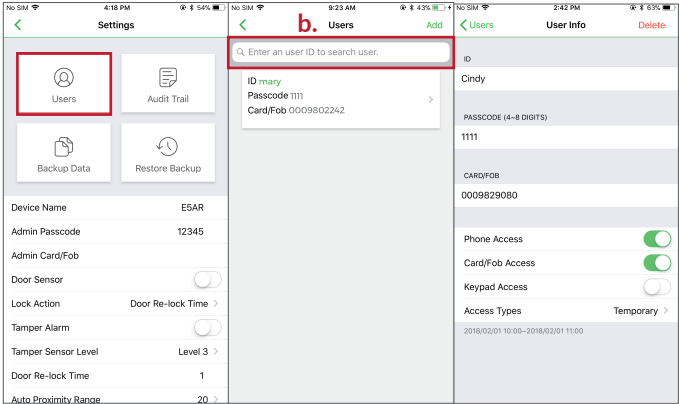 No SIM 4:18 PM 54%
Settings
Users
Audit Trail
Backup Data
Restore Backup
Device Name E5AR
Admin Passcode 12345
Admin Card/Fob
Door Sensor
Lock Action Door Re-lock Time >
Tamper Alarm
Tamper Sensor Level Level 3 >
Door Re-lock Time 1
Auto Proximity Range 20 >
No SIM 9:23 AM 43%
b.
< Users Add
Enter an user ID to search user.
ID mary
Passcode 1111
Card/Fob 0009802242
>
No SIM 2:42 PM 63%
< Users User Info Delete
ID
Cindy
PASSCODE (4~8 DIGITS)
1111
CARD/FOB
0009829080
Phone Access
Card/Fob Access
Keypad Access
Access Types Temporary >
2018/02/01 10:00~2018/02/01 11:00